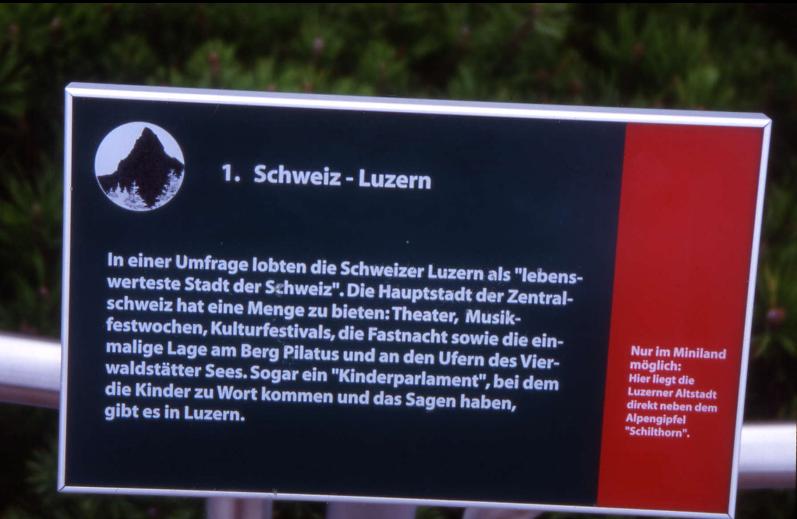 1. Schweiz - Luzern
In einer Umfrage lobten die Schweizer Luzern als "lebens-
werteste Stadt der Schweiz". Die Hauptstadt der Zentral-
schweiz hat eine Menge zu bieten: Theater, Musik-
festwochen, Kulturfestivals, die Fastnacht sowie die ein-
malige Lage am Berg Pilatus und an den Ufern des Vier-
waldstätter Sees. Sogar ein "Kinderparlament", bei dem
die Kinder zu Wort kommen und das Sagen haben,
gibt es in Luzern.
Nur im Miniland
möglich:
Hier liegt die
Luzerner Altstadt
direkt neben dem
Alpengipfel
"Schilthorn".